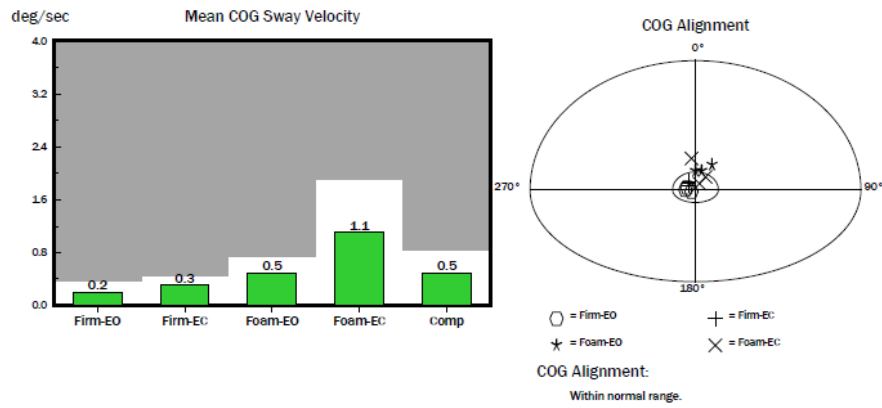 deg/sec
Mean COG Sway Velocity
4.0
3.2
2.4
1.6
0.8
0.0
0.2
0.3
0.5
1.1
0.5
Firm-EO
Firm-EC
Foam-EO
Foam-EC
Comp
COG Alignment
0°
270°
90°
180°
= Firm-EO
= Firm-EC
= Foam-EO
= Foam-EC
COG Alignment:
Within normal range.